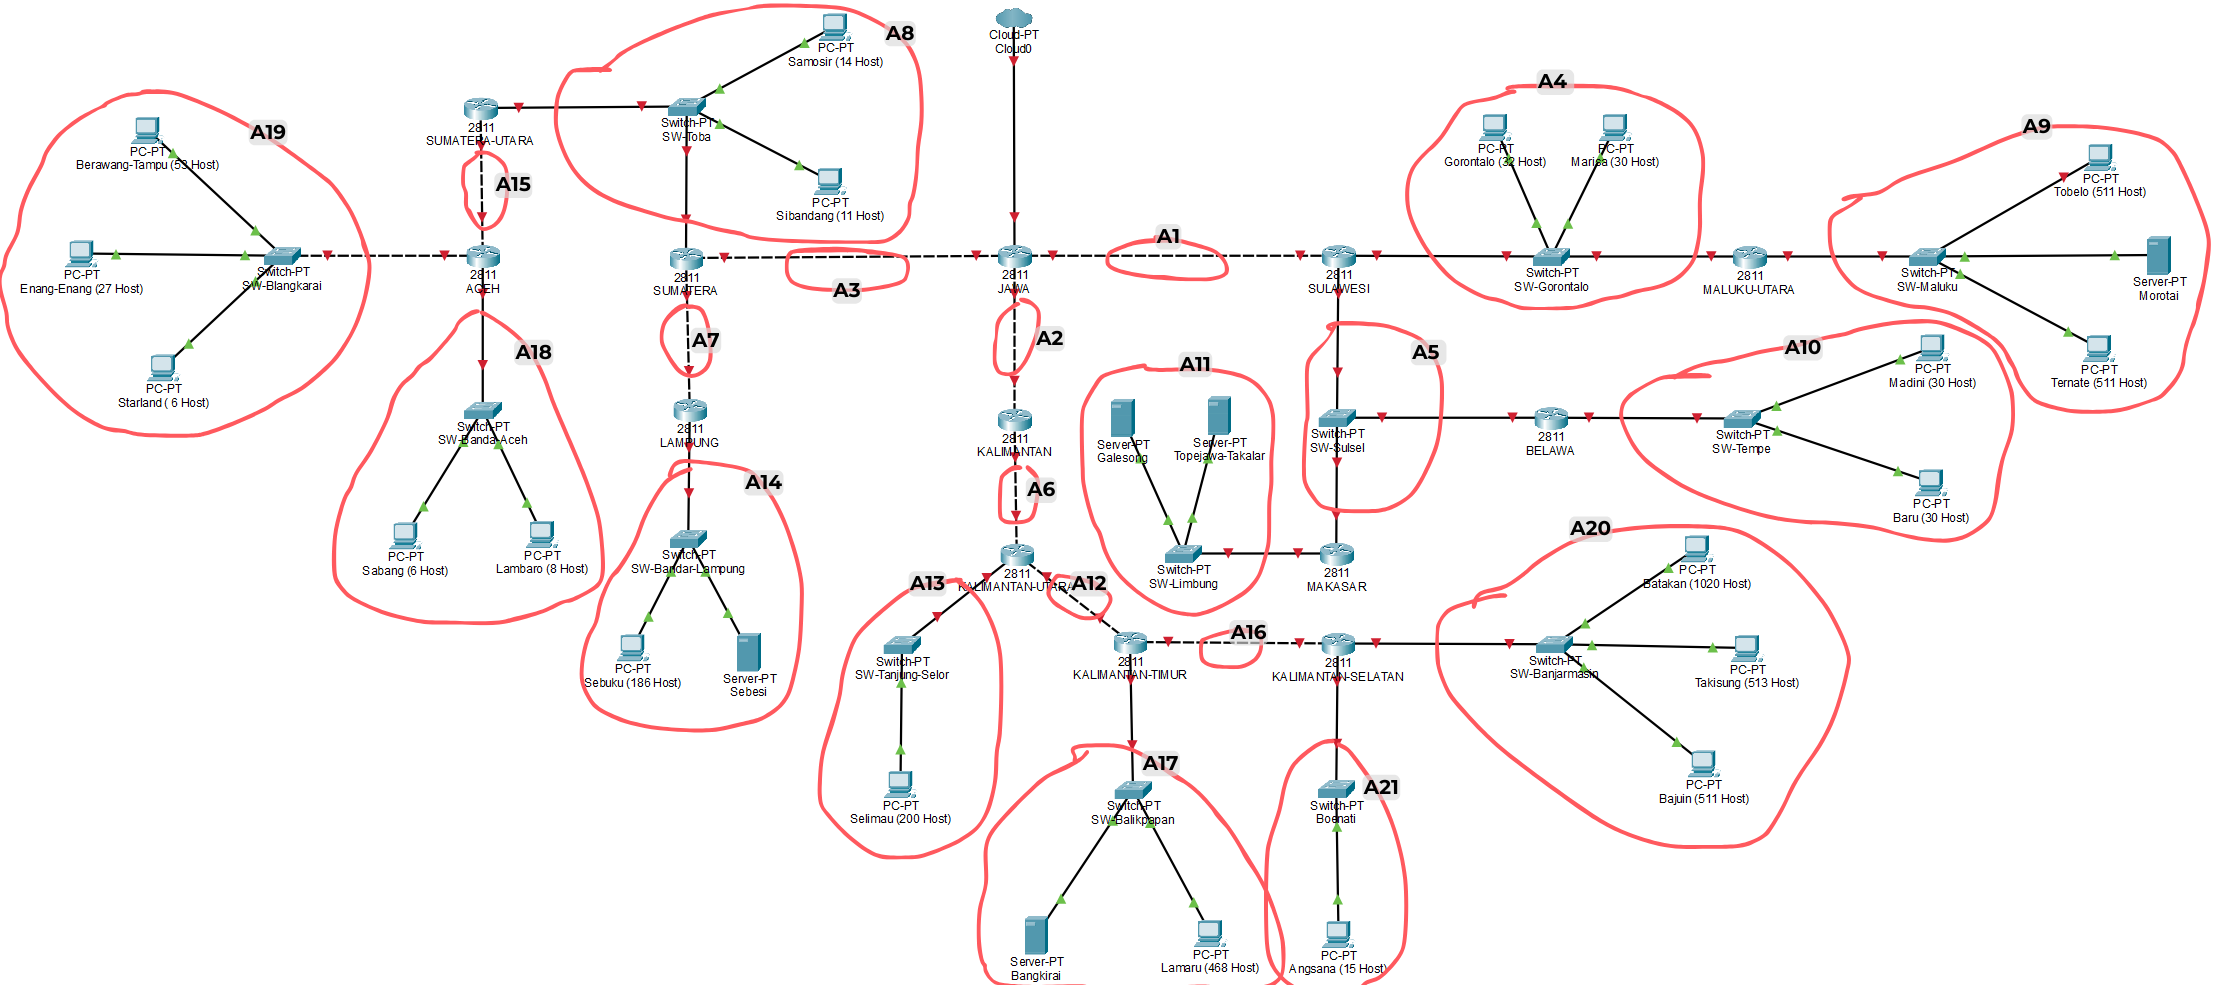 A8
PC-PT
Samosir (14 Host)
Cloud-PT
Cloud0
A4
A19
PC-PT
Berawang-Tampu (53 Host)
2811
SUMATERA-UTARA
Switch-PT
SW-Toba
A15
PC-PT
Sibandang (11 Host)
PC-PT
Gorontalo (32 Host)
PC-PT
Marisa (30 Host)
A9
PC-PT
Tobelo (511 Host)
PC-PT
Enang-Enang (27 Host)
Switch-PT
SW-Blangkarai
2811
ACEH
2811
SUMATERA
A3
2811
JAWA
A1
2811
SULAWESI
Switch-PT
SW-Gorontalo
2811
MALUKU-UTARA
Switch-PT
SW-Maluku
Server-PT
Morotai
PC-PT
Starland ( 6 Host)
A18
A7
A2
A11
A5
A10
PC-PT
Madini (30 Host)
PC-PT
Ternate (511 Host)
Switch-PT
SW-Banda-Aceh
2811
LAMPUNG
2811
KALIMANTAN
Server-PT
Galesong
Server-PT
Topejawa-Takalar
Switch-PT
SW-Sulsel
2811
BELAWA
Switch-PT
SW-Tempe
PC-PT
Baru (30 Host)
A14
A6
PC-PT
Sabang (6 Host)
PC-PT
Lambaro (8 Host)
Switch-PT
SW-Bandar-Lampung
A13
2811
KALIMANTAN-UTARA
A12
Switch-PT
SW-Limbung
2811
MAKASAR
A20
PC-PT
Batakan (1020 Host)
PC-PT
Sebuku (186 Host)
Server-PT
Sebesi
Switch-PT
SW-Tanjung-Selor
2811
KALIMANTAN-TIMUR
A16
2811
KALIMANTAN-SELATAN
Switch-PT
SW-Banjarmasin
PC-PT
Takisung (513 Host)
PC-PT
Selimau (200 Host)
A17
Switch-PT
SW-Balikpapan
A21
Switch-PT
Boenati
PC-PT
Bajuin (511 Host)
Server-PT
Bangkirai
PC-PT
Lamaru (468 Host)
PC-PT
Angsana (15 Host)